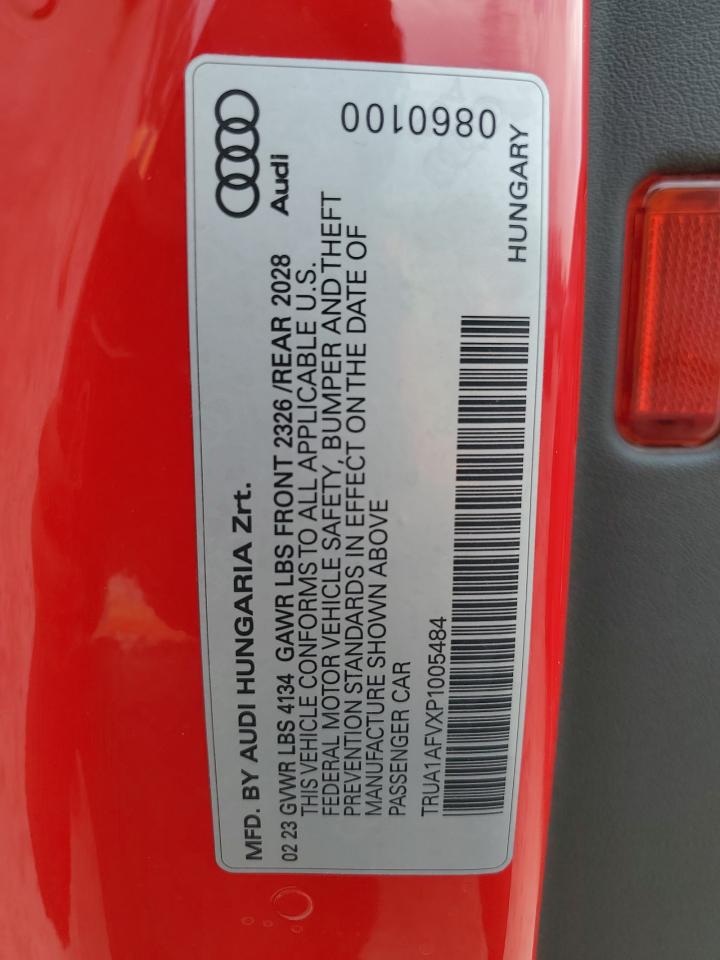 MFD. BY AUDI HUNGARIA Zrt.
Audi
02 23 GVWR LBS 4134 GAWR LBS FRONT 2326 /REAR 2028
THIS VEHICLE CONFORMS TO ALL APPLICABLE U.S.
FEDERAL MOTOR VEHICLE SAFETY, BUMPER AND THEFT
PREVENTION STANDARDS IN EFFECT ON THE DATE OF
MANUFACTURE SHOWN ABOVE
PASSENGER CAR
0860100
TRUA1AFVXP1005484
HUNGARY